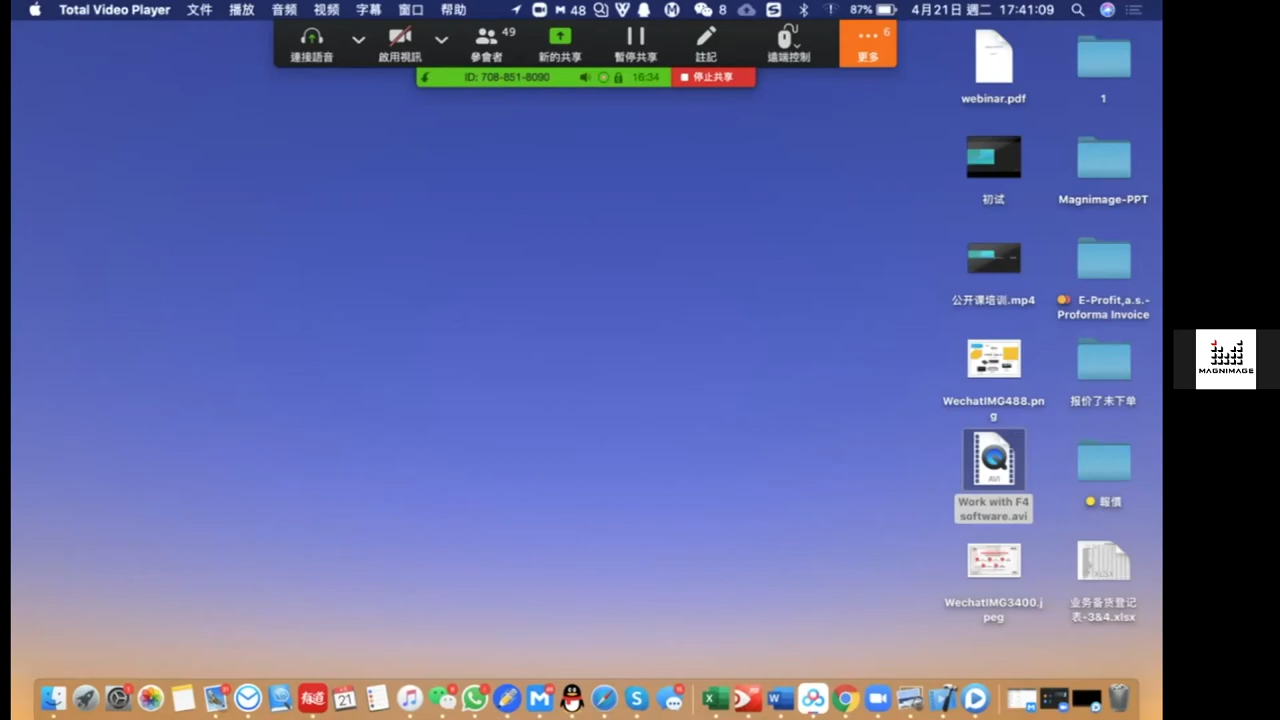 Total Video Player 文件 播放 音频 视频 字幕 窗口 帮助 48 8 87% 4月21日 週二 17:41:09
49 6
連接語音 啟用視訊 參會者 新的共享 暫停共享 註記 遠端控制 更多
ID: 708-851-8090 16:34 停止共享
webinar.pdf
1
初试
Magnimage-PPT
公开课培训.mp4
E-Profit,a.s.-
Proforma Invoice
WechatIMG488.pn
g
报价了未下单
AVI
Work with F4
software.avi
報價
WechatIMG3400.j
peg
XLSX
业务备货登记
表-3&4.xlsx
MAGNIMAGE
有道
21